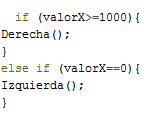 if (valorX>=1000){
Derecha();
}
else if (valorX==0){
Izquierda();
}